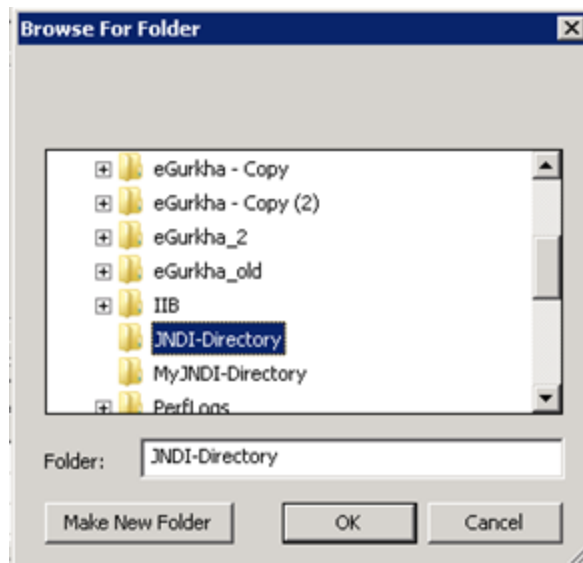 Browse For Folder
eGurkha - Copy
eGurkha - Copy (2)
eGurkha_2
eGurkha_old
IIB
JNDI-Directory
MyJNDI-Directory
PerfLogs
Folder: JNDI-Directory
Make New Folder OK Cancel